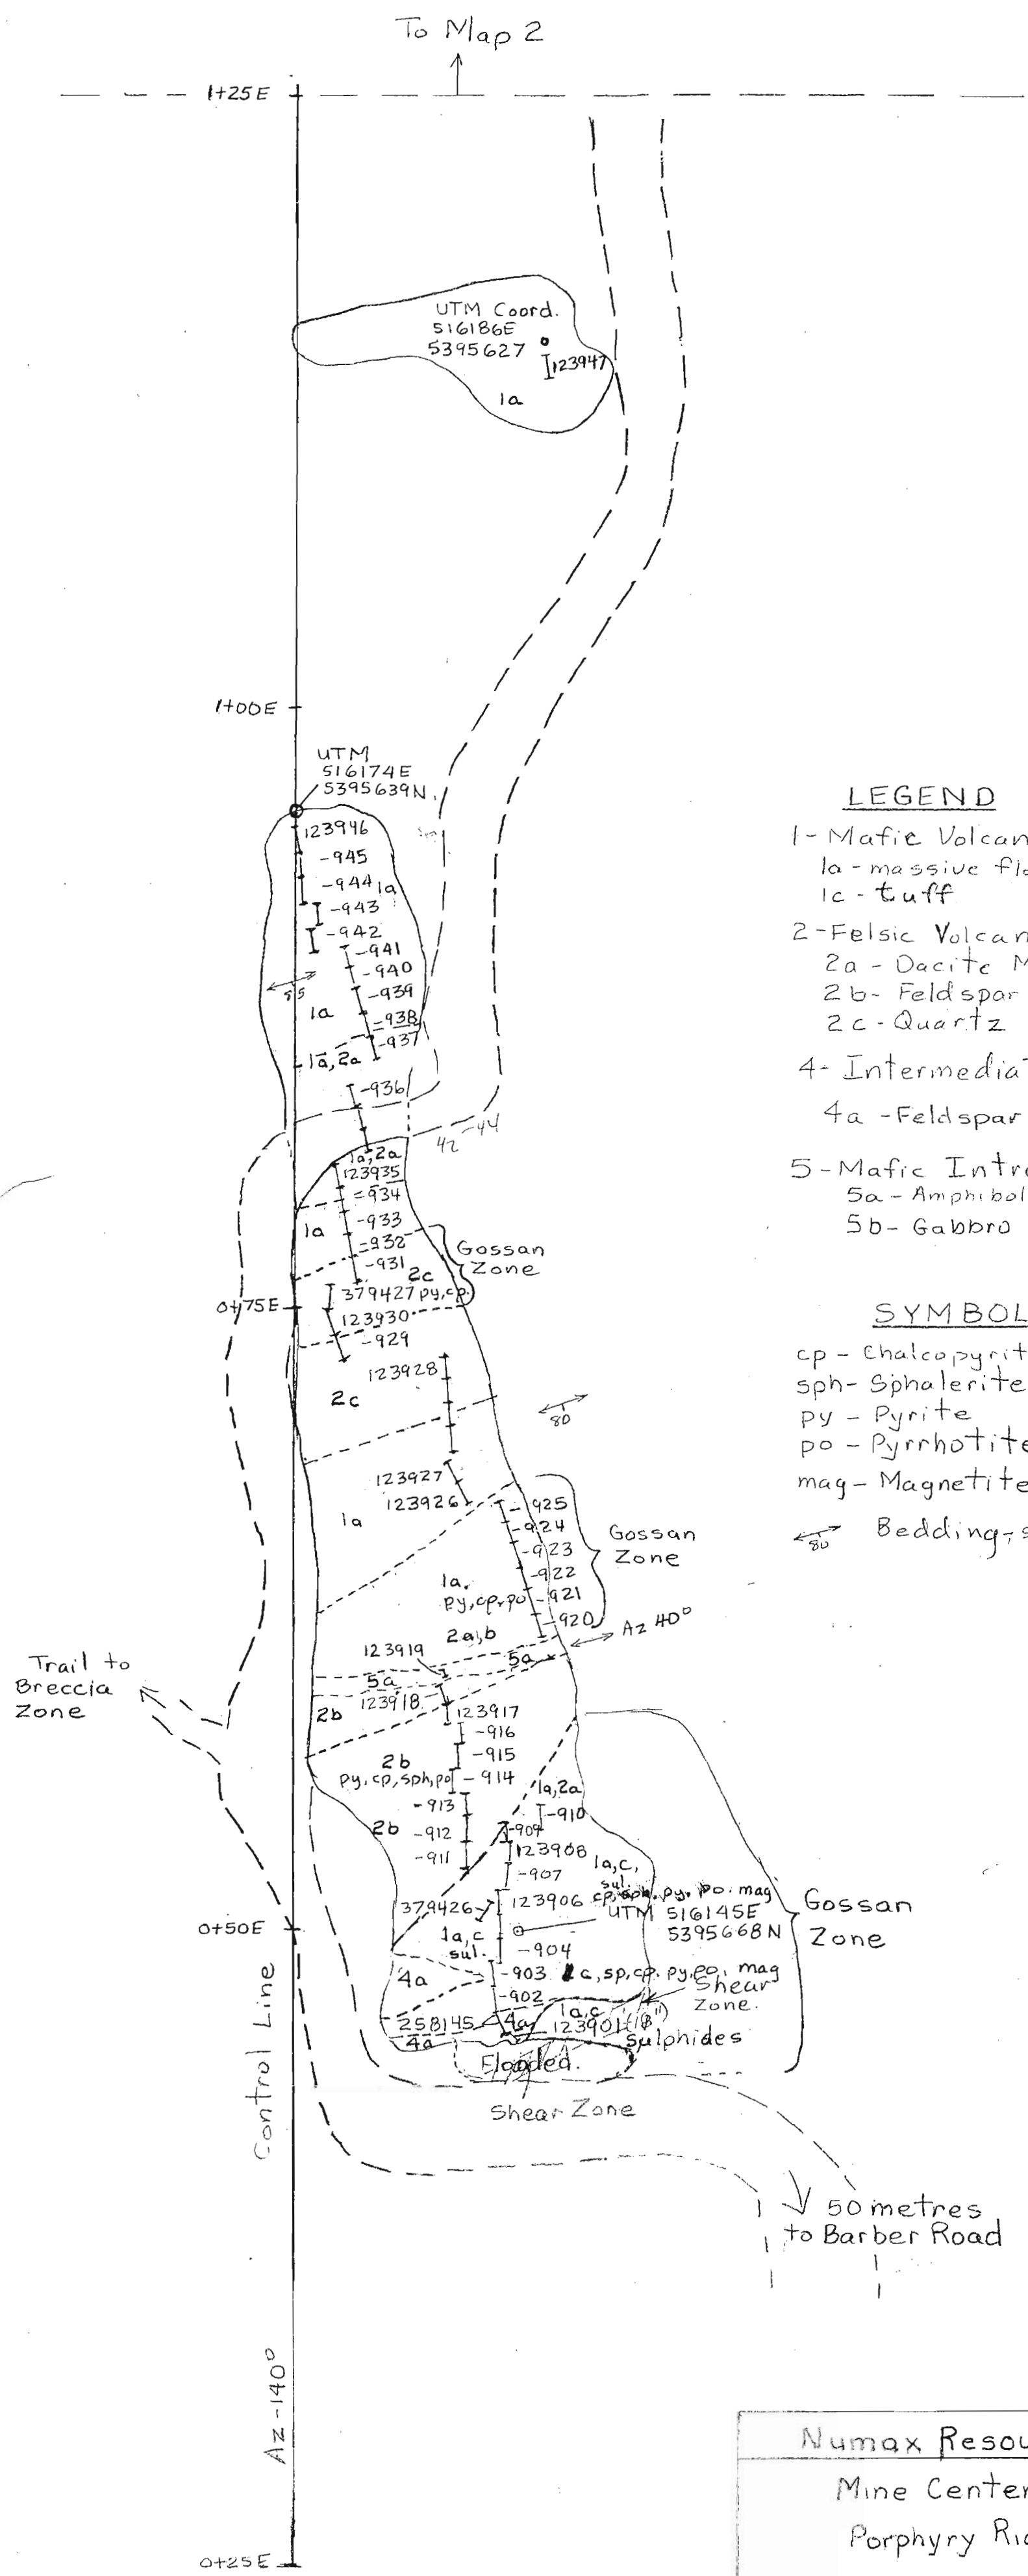 To Map 2
1+25E
UTM Coord.
516186E
5395627
123947
1a
1+00E
UTM
516174E
5395639N
123946
-945
-944 1a
-943
-942
-941
-940
-939
55
1a
-938
-937
1a, 2a
-936
42 -44
1a, 2a
123935
-934
1a
-933
-932
-931
2c
Gossan
Zone
379427 py, cp.
0+75E
123930
-929
123928
2c
80
123927
123926
1a
-925
-924
-923
-922
-921
-920
Gossan
Zone
1a.
py, cp, po
2a,b
Az 40°
123919
5a
5a
123918
2b
123917
-916
-915
2b
py, cp, sph, po
-914
1a, 2a
-913
-910
2b
-912
-909
-911
123908
-907
1a, c,
sul.
379426
123906 cp, sph, py, po. mag
UTM 516145E
5395668N
0+50E
1a, c
sul.
-904
Gossan
Zone
4a
-903
c, sp, cp, py, po, mag
-902
Shear
Zone.
1a, c
258145
4a
123901 (18")
4a
Sulphides
Flooded.
Shear Zone
Trail to
Breccia
Zone
Control Line
50 metres
to Barber Road
Az -140°
0+25E
LEGEND
1- Mafic Volcan
1a - massive flo
1c - tuff
2-Felsic Volcan
2a - Dacite M
2b - Feldspar
2c - Quartz
4- Intermedia
4a - Feldspar
5-Mafic Intr
5a - Amphibol
5b - Gabbro
SYMBOL
cp - Chalcopyrit
sph- Sphalerite
py - Pyrite
po - Pyrrhotite
mag- Magnetite
80 Bedding, s
Numax Resou
Mine Center
Porphyry Ri